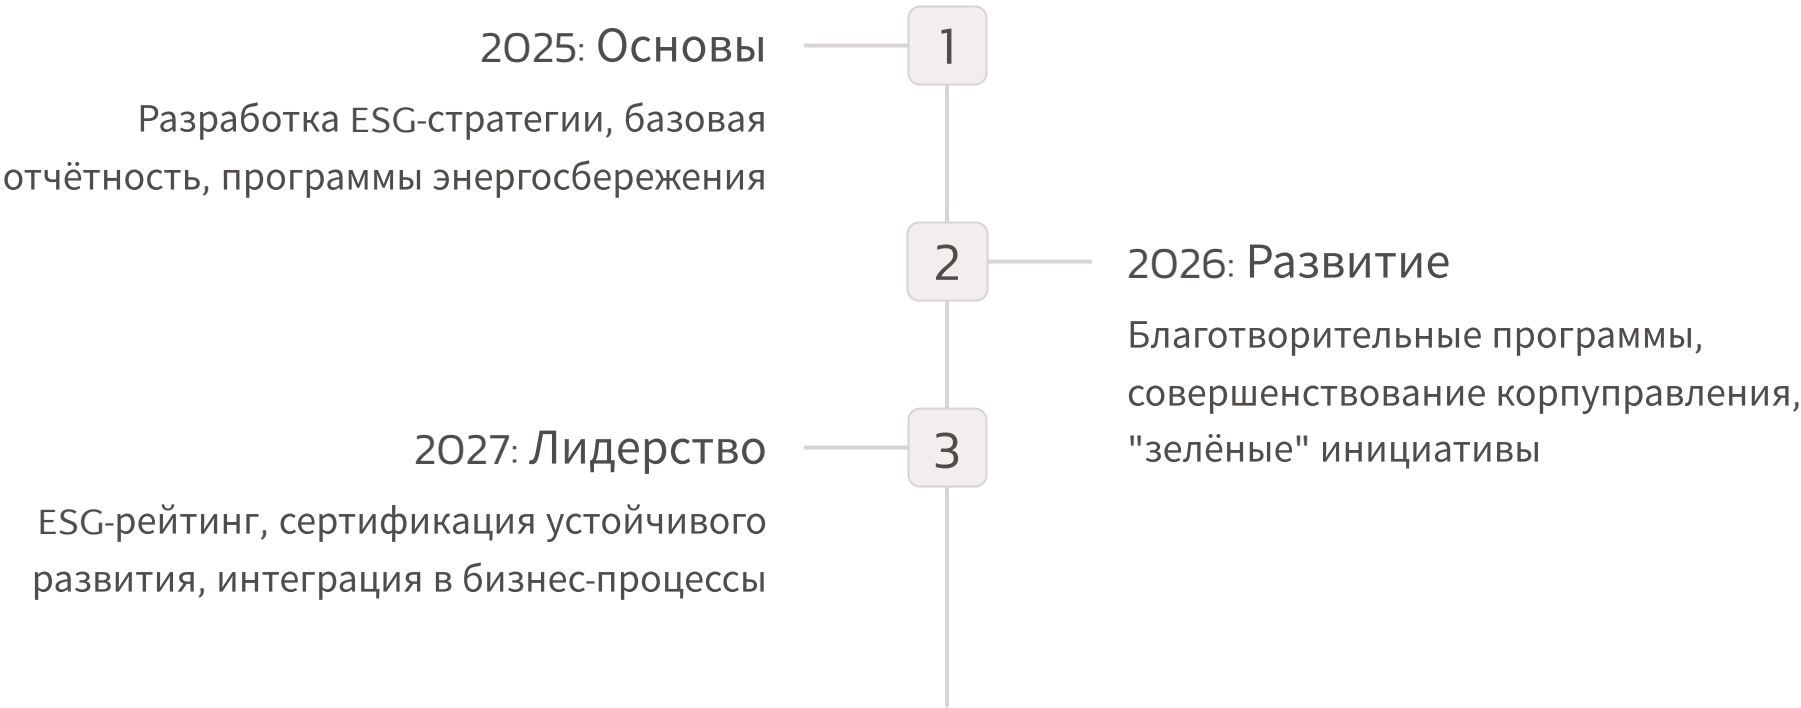 1
2025: Основы
Разработка ESG-стратегии, базовая
отчётность, программы энергосбережения
2
2026: Развитие
Благотворительные программы,
совершенствование корпуправления,
"зелёные" инициативы
3
2027: Лидерство
ESG-рейтинг, сертификация устойчивого
развития, интеграция в бизнес-процессы